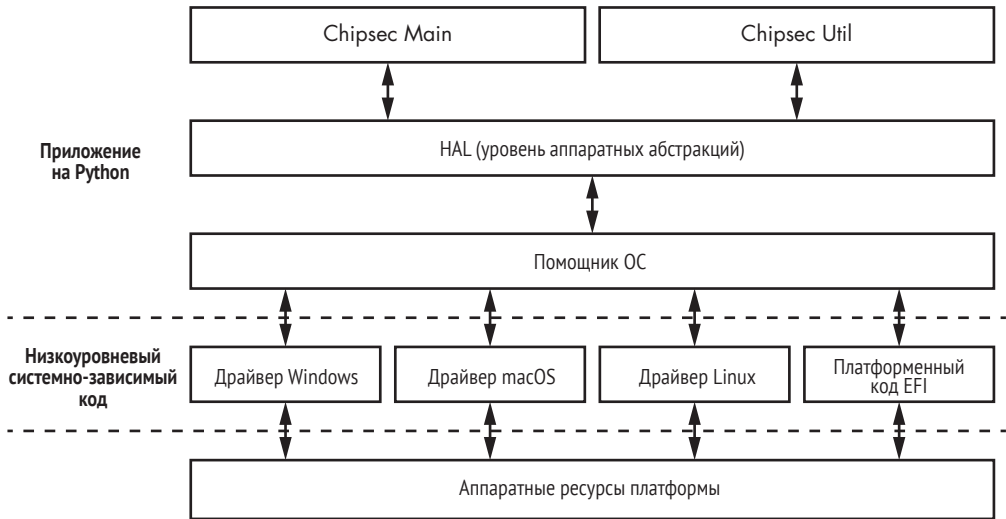 Chipsec Main
Chipsec Util
Приложение
на Python
HAL (уровень аппаратных абстракций)
Помощник ОС
Низкоуровневый
системно-зависимый
код
Драйвер Windows
Драйвер macOS
Драйвер Linux
Платформенный
код EFI
Аппаратные ресурсы платформы